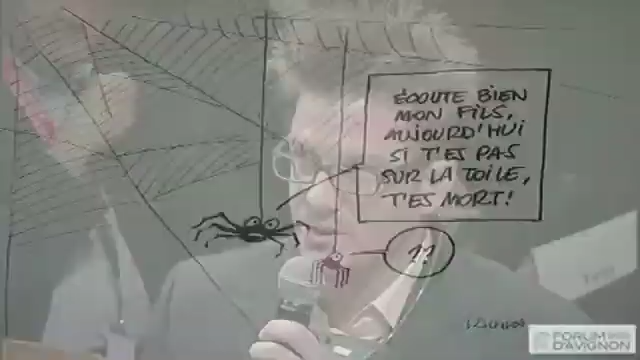 ÉCOUTE BIEN
MON FILS,
AUJOURD'HUI
SI T'ES PAS
SUR LA TOILE,
T'ES MORT!
!?
FORUM
D'AVIGNON